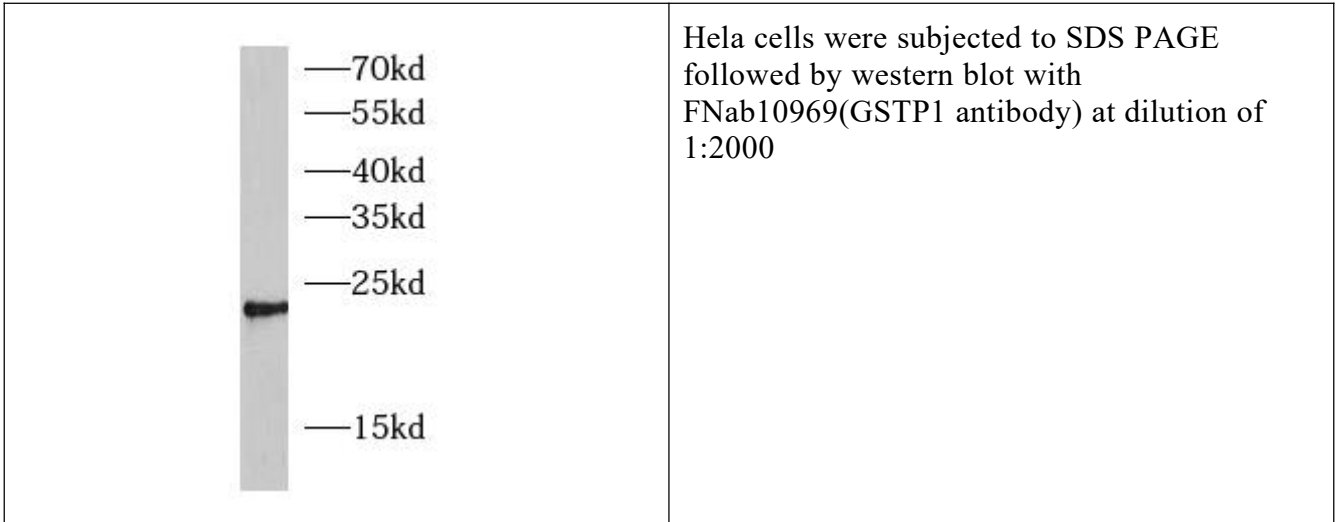 70kd
55kd
40kd
35kd
25kd
15kd
Hela cells were subjected to SDS PAGE
followed by western blot with
FNab10969(GSTP1 antibody) at dilution of
1:2000